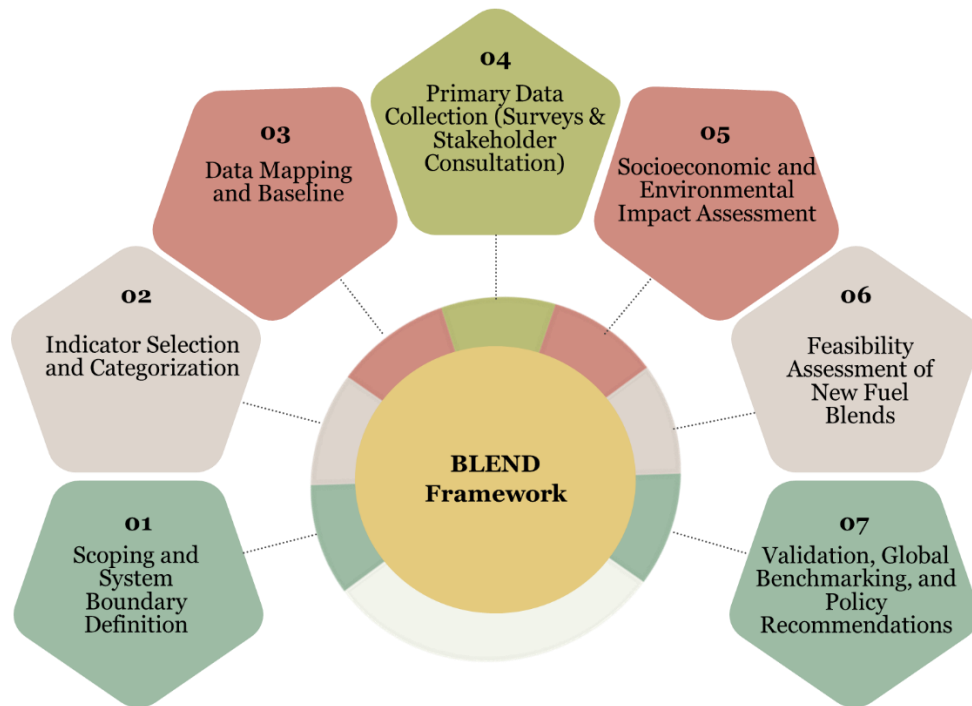 01
Scoping and
System
Boundary
Definition
02
Indicator Selection
and Categorization
03
Data Mapping
and Baseline
04
Primary Data
Collection (Surveys &
Stakeholder
Consultation)
05
Socioeconomic and
Environmental
Impact Assessment
06
Feasibility
Assessment of
New Fuel
Blends
07
Validation, Global
Benchmarking, and
Policy
Recommendations
BLEND
Framework